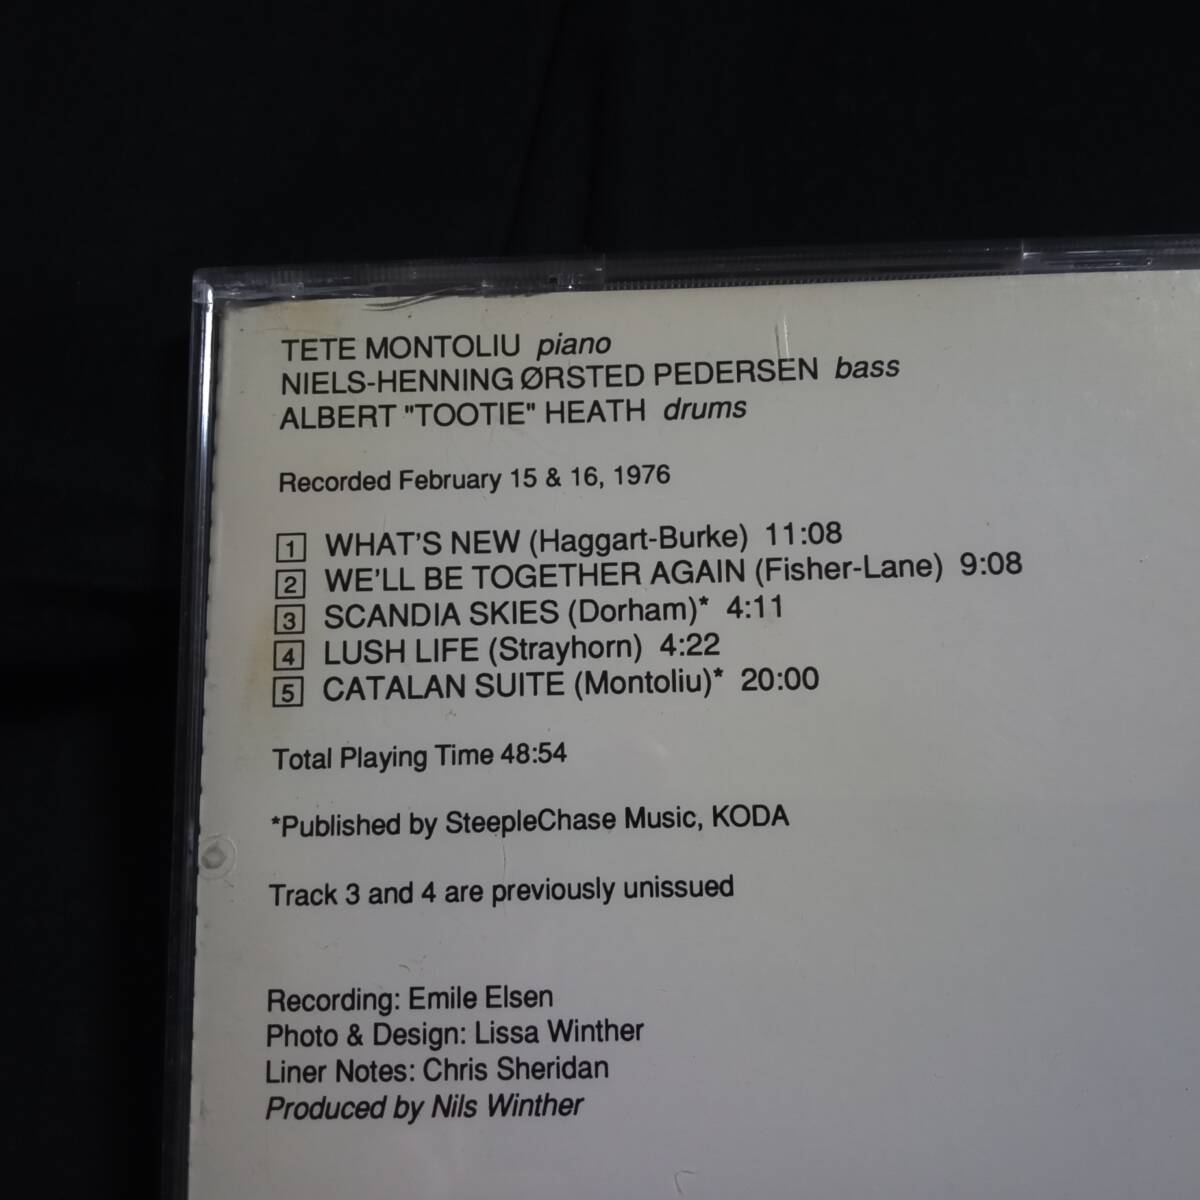 TETE MONTOLIU piano
NIELS-HENNING ØRSTED PEDERSEN bass
ALBERT "TOOTIE" HEATH drums
Recorded February 15 & 16, 1976
1 WHAT'S NEW (Haggart-Burke) 11:08
2 WE'LL BE TOGETHER AGAIN (Fisher-Lane) 9:08
3 SCANDIA SKIES (Dorham)* 4:11
4 LUSH LIFE (Strayhorn) 4:22
5 CATALAN SUITE (Montoliu)* 20:00
Total Playing Time 48:54
*Published by SteepleChase Music, KODA
Track 3 and 4 are previously unissued
Recording: Emile Elsen
Photo & Design: Lissa Winther
Liner Notes: Chris Sheridan
Produced by Nils Winther